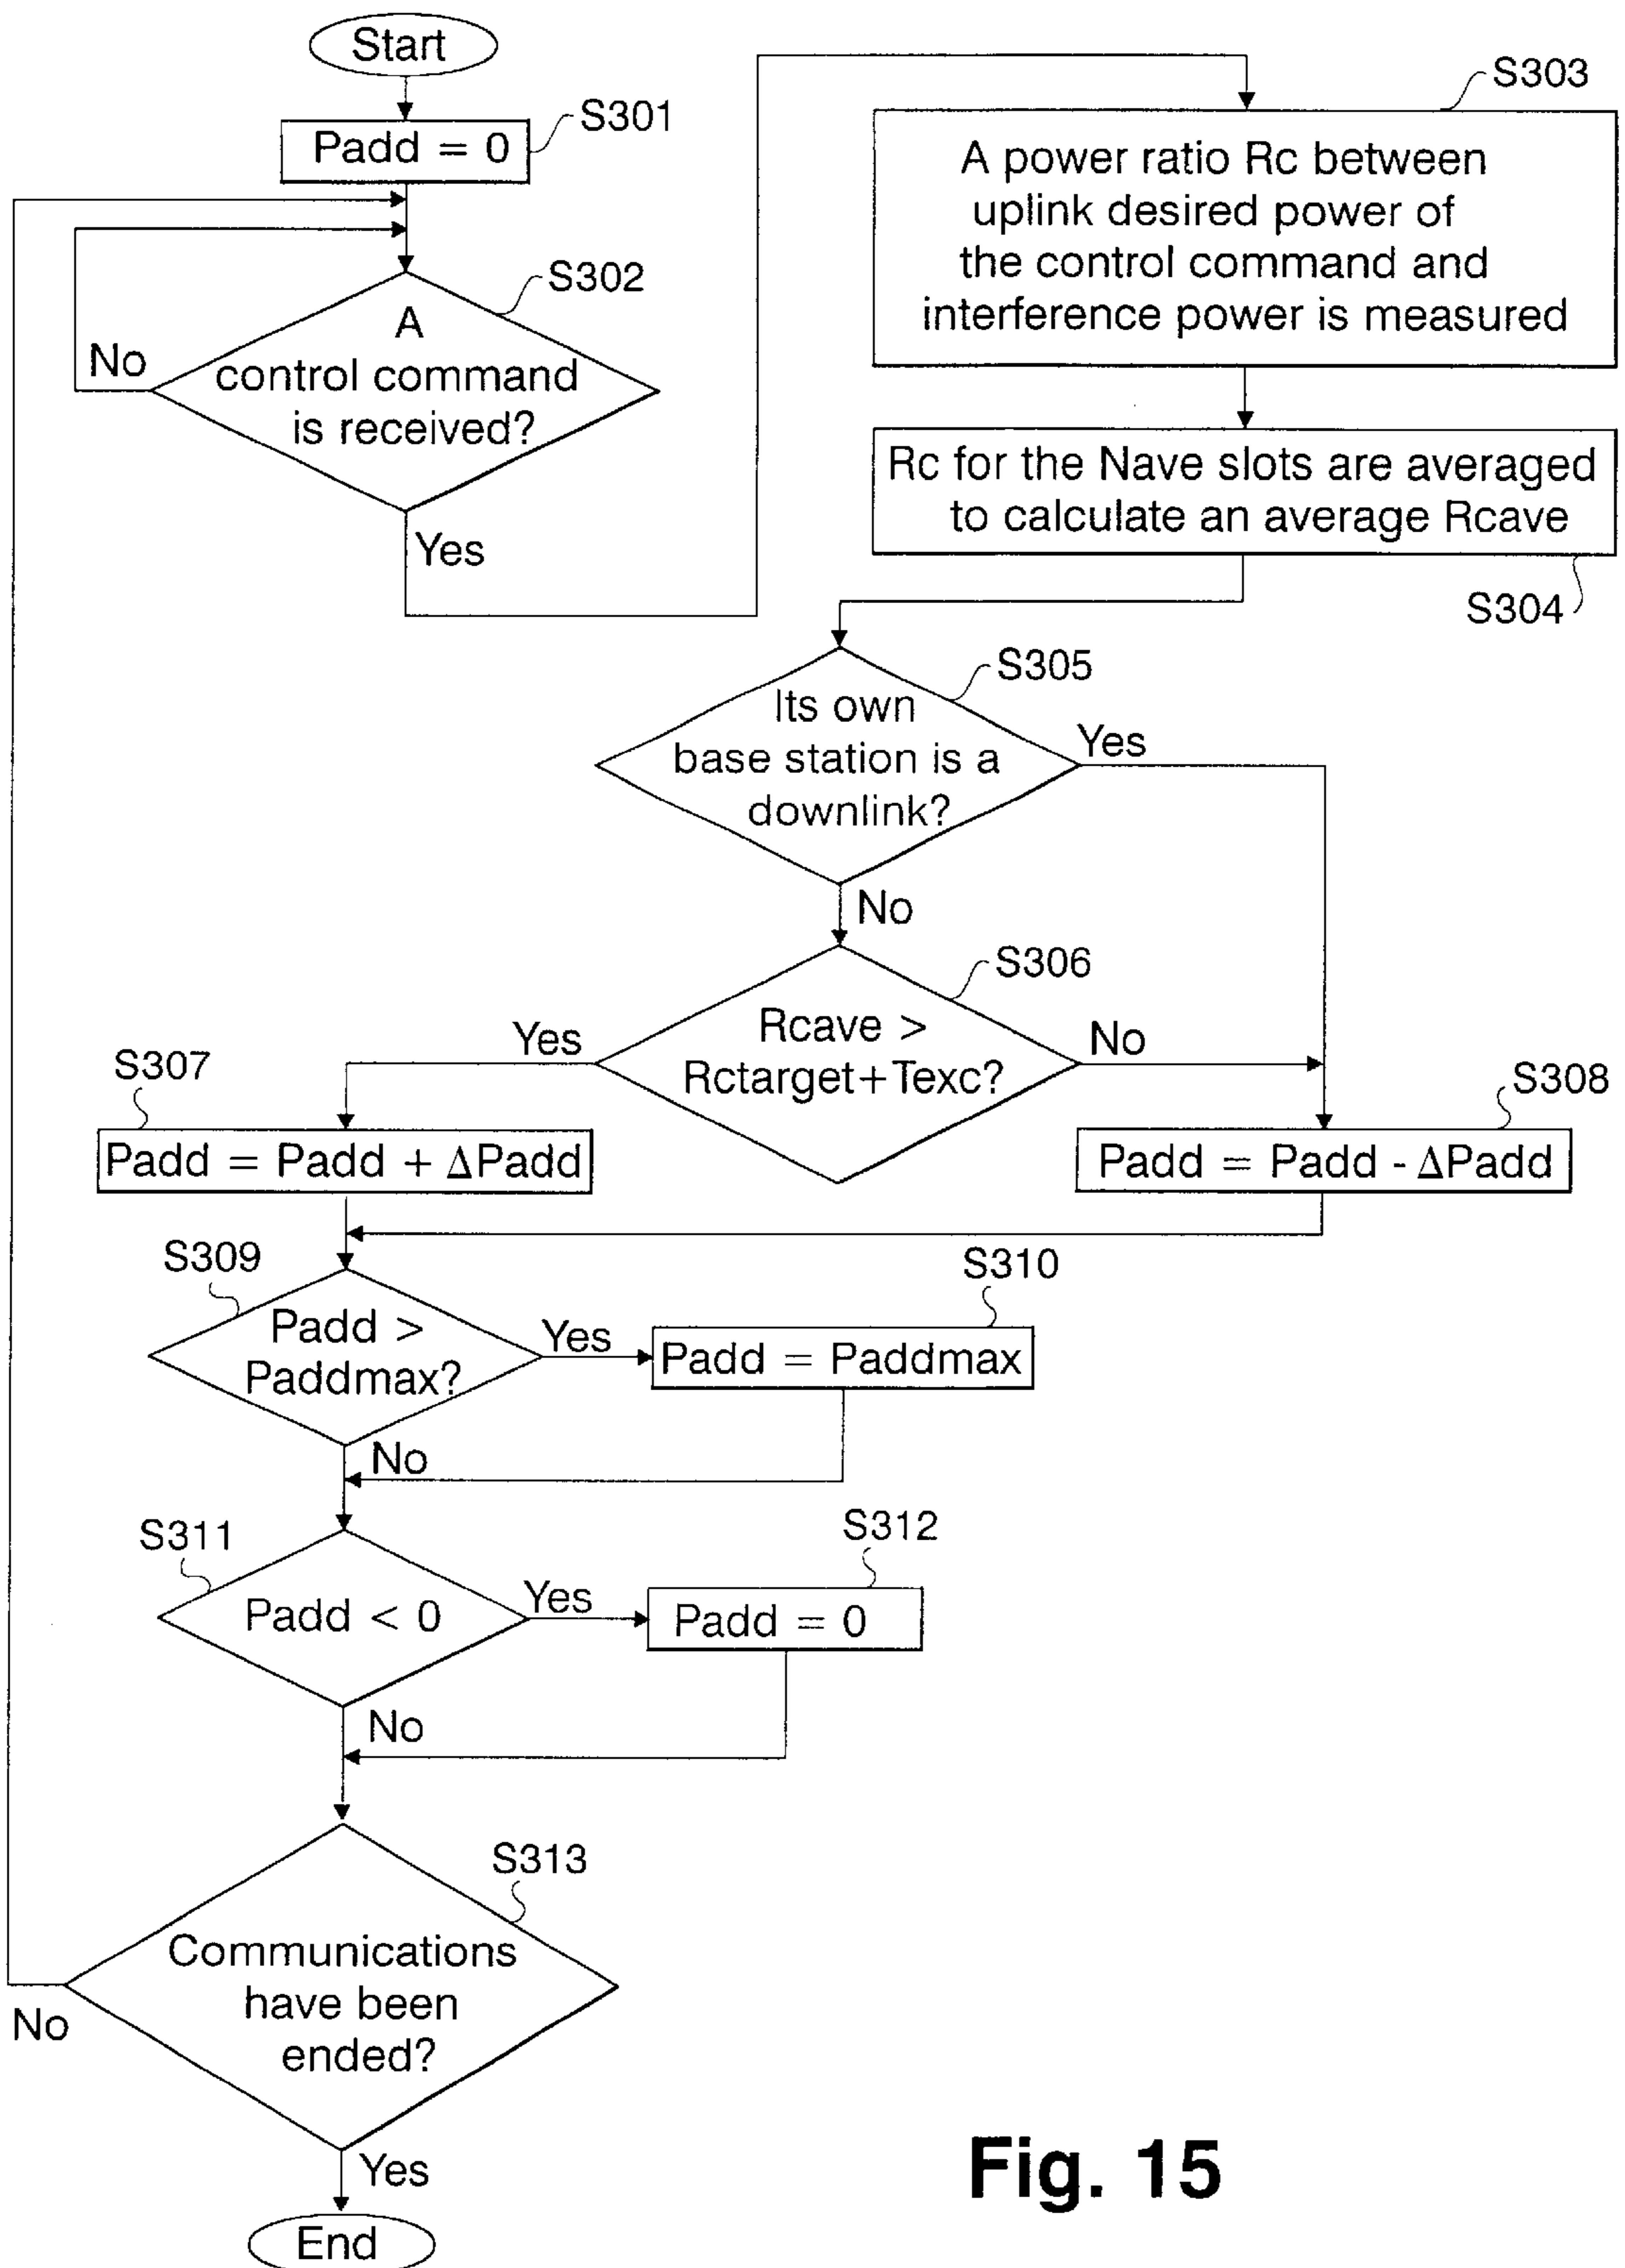 Start
S301
Padd = 0
S302
A
control command
is received?
No
Yes
S303
A power ratio Rc between
uplink desired power of
the control command and
interference power is measured
Rc for the Nave slots are averaged
to calculate an average Rcave
S304
S305
Its own
base station is a
downlink?
Yes
No
S306
Rcave >
Rctarget+Texc?
Yes
No
S307
Padd = Padd + ΔPadd
S308
Padd = Padd - ΔPadd
S309
Padd >
Paddmax?
Yes
S310
Padd = Paddmax
No
S311
Padd < 0
Yes
S312
Padd = 0
No
S313
Communications
have been
ended?
No
Yes
End
Fig. 15